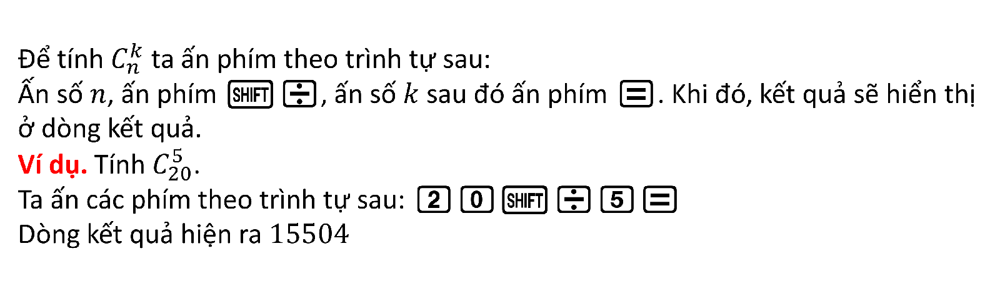 Để tính $C_n^k$ ta ấn phím theo trình tự sau:
Ấn số n, ấn phím SHIFT ÷, ấn số k sau đó ấn phím =. Khi đó, kết quả sẽ hiển thị
ở dòng kết quả.
Ví dụ. Tính $C_{20}^5$.
Ta ấn các phím theo trình tự sau: 2 0 SHIFT ÷ 5 =
Dòng kết quả hiện ra 15504